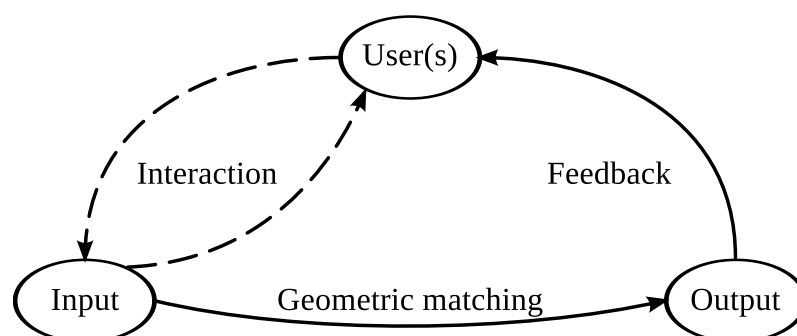 User(s)
Interaction
Feedback
Input
Geometric matching
Output